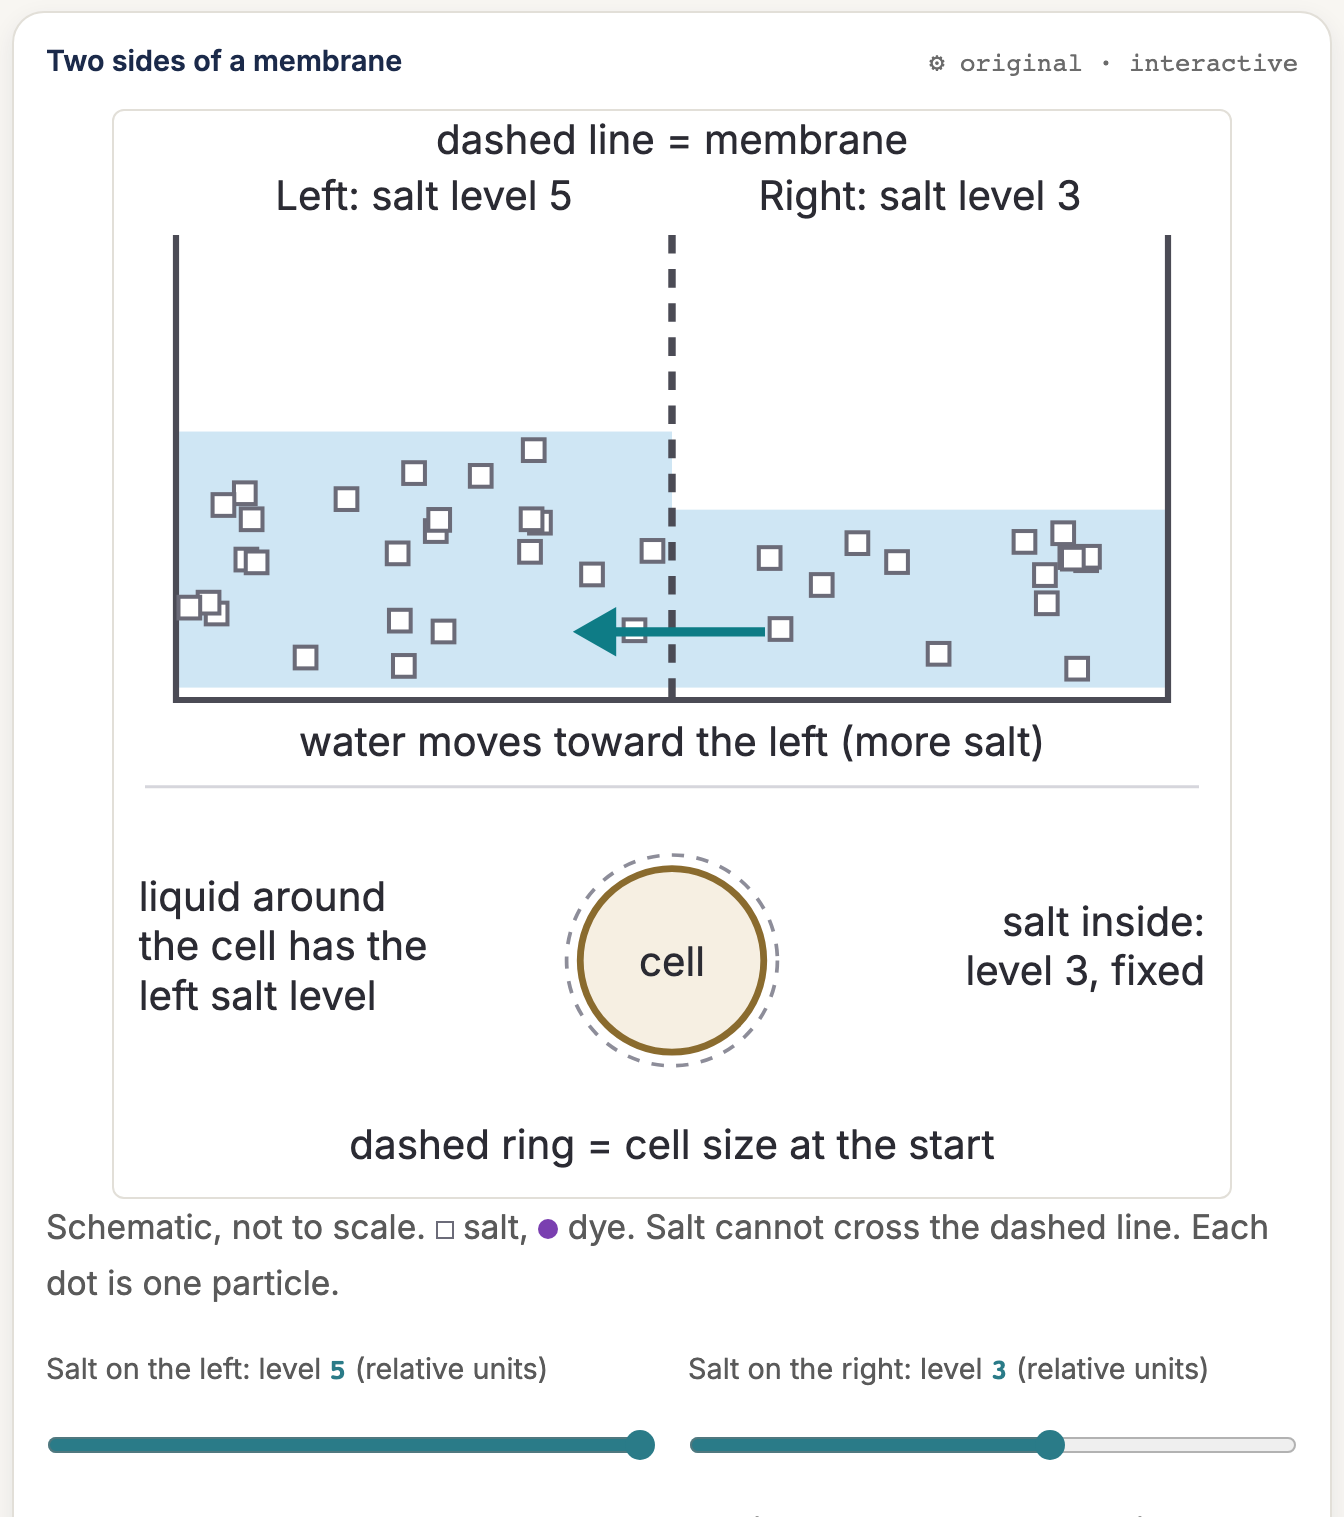 Two sides of a membrane
⚙ original · interactive
dashed line = membrane
Left: salt level 5
Right: salt level 3
water moves toward the left (more salt)
liquid around
the cell has the
left salt level
cell
salt inside:
level 3, fixed
dashed ring = cell size at the start
Schematic, not to scale. □ salt, ● dye. Salt cannot cross the dashed line. Each
dot is one particle.
Salt on the left: level 5 (relative units)
Salt on the right: level 3 (relative units)